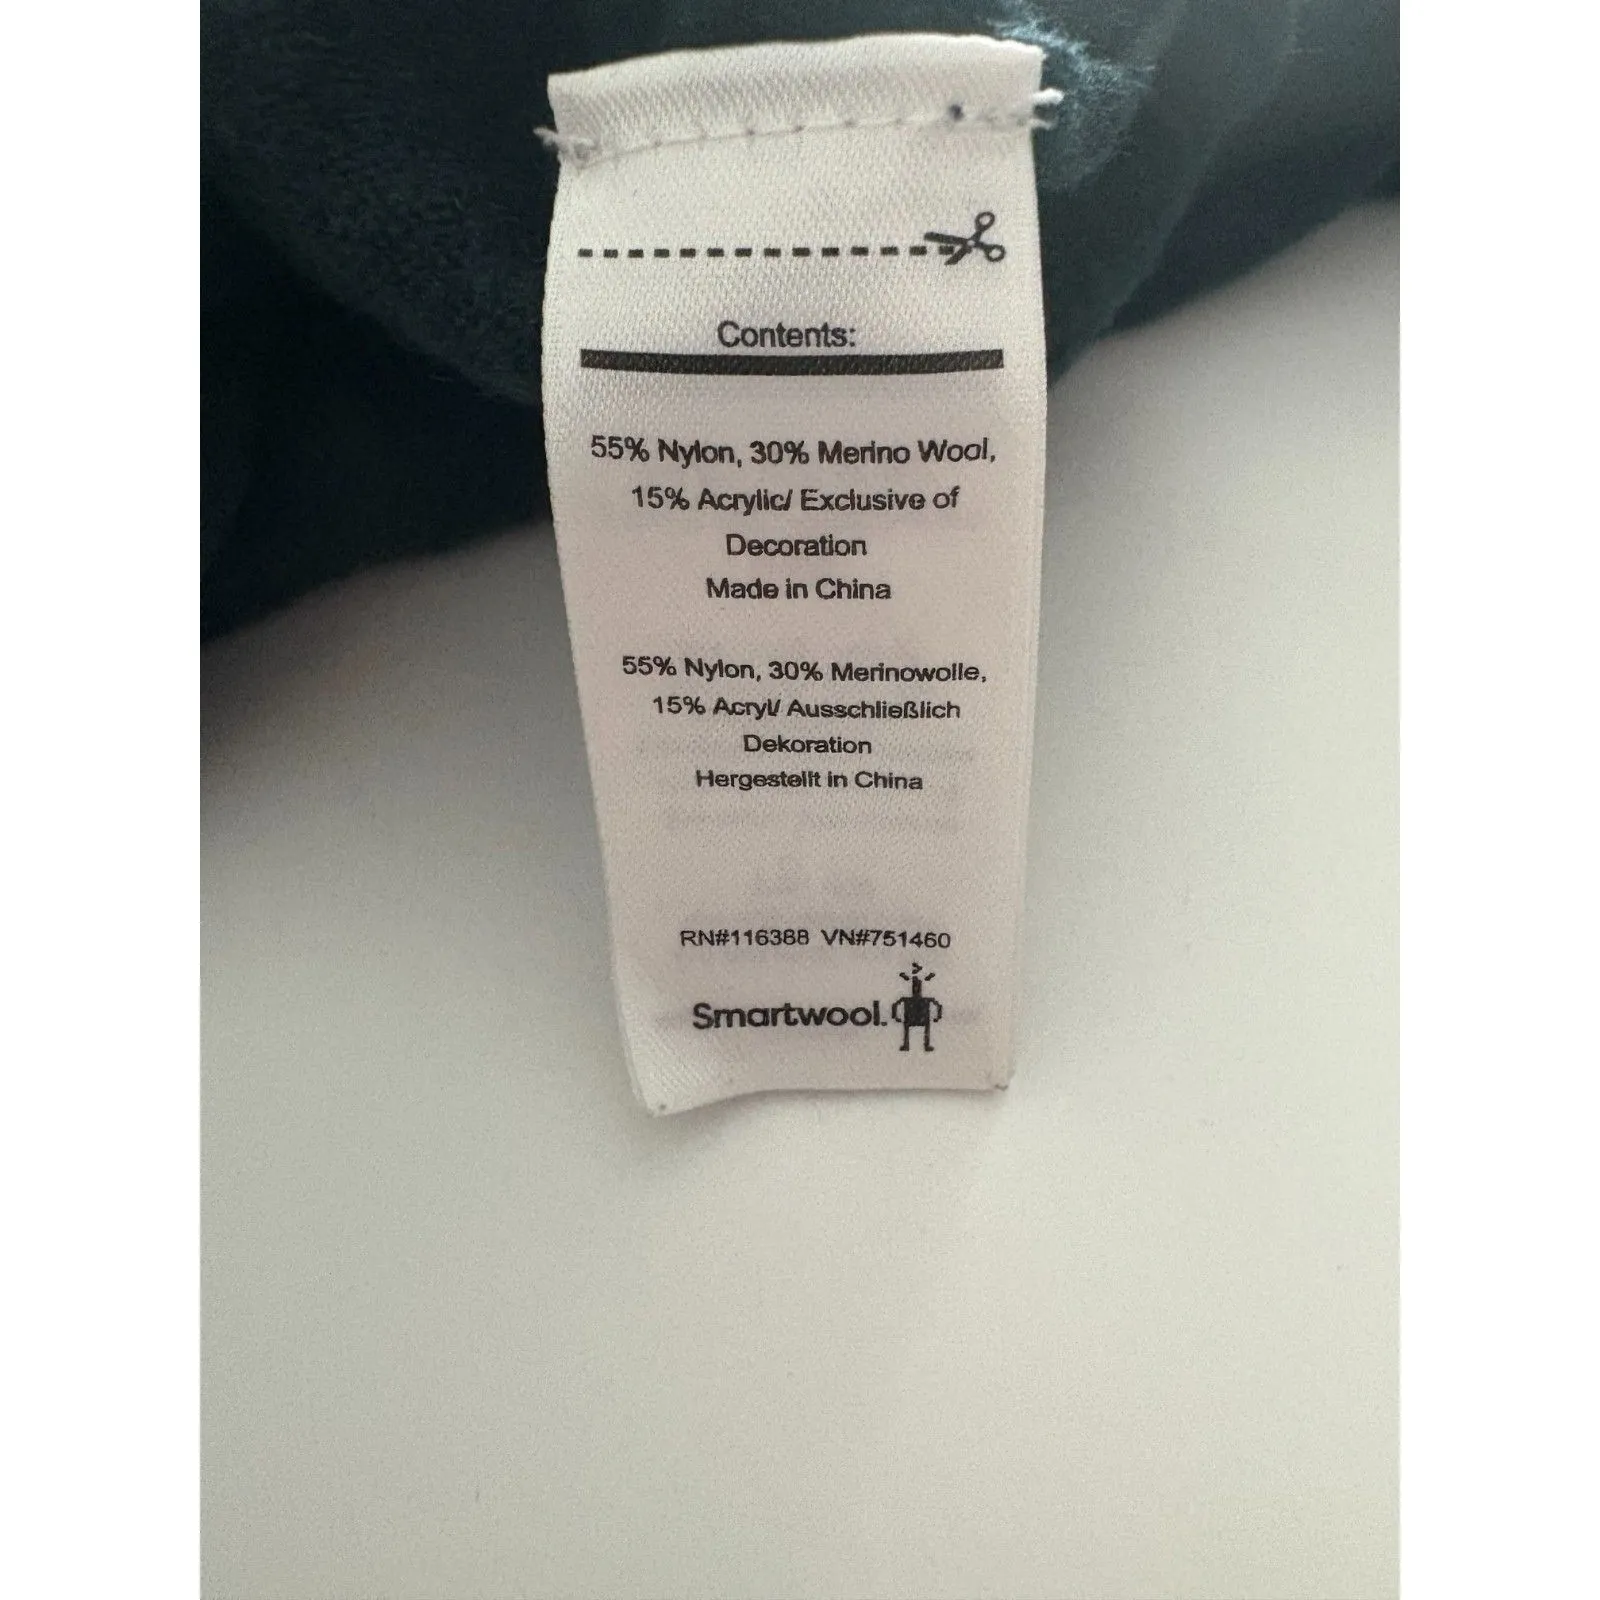 Contents:
55% Nylon, 30% Merino Wool,
15% Acrylic/ Exclusive of
Decoration
Made in China
55% Nylon, 30% Merinowolle,
15% Acryl/ Ausschließlich
Dekoration
Hergestellt in China
RN#116388 VN#751460
Smartwool.